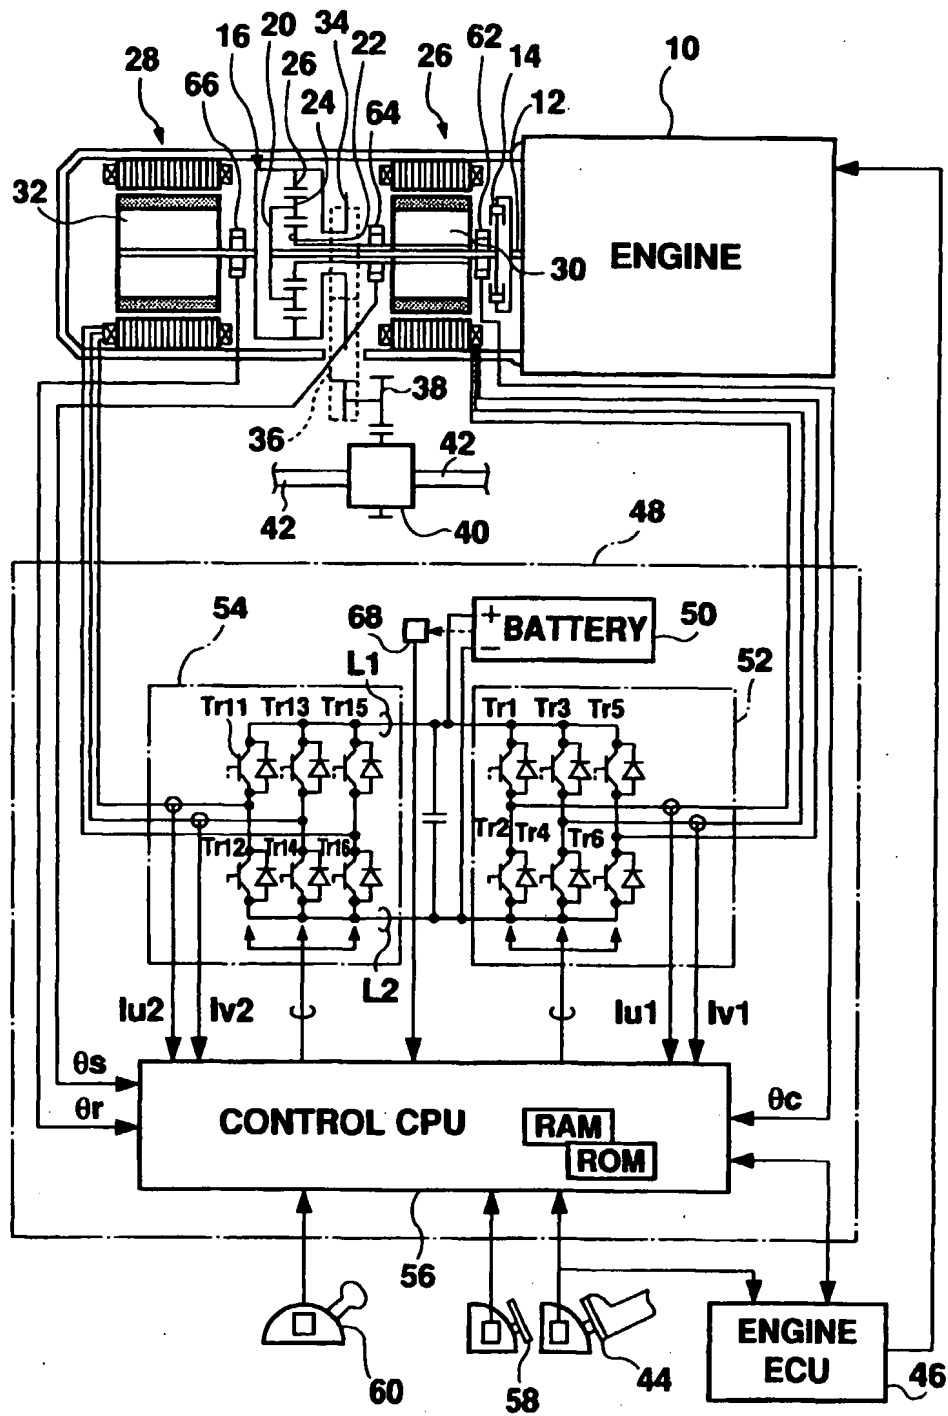 20 34
16 26 22 62 10
28 24 26 14
66 64 12
32
ENGINE
30
38
36
42
42
40
48
54 68 + BATTERY 50
−
L1 52
Tr11 Tr13 Tr15 Tr1 Tr3 Tr5
Tr12 Tr14 Tr16 Tr2 Tr4 Tr6
L2
Iu2 Iv2 Iu1 Iv1
θs
θr CONTROL CPU RAM θc
ROM
56
60 58 44 ENGINE
ECU 46